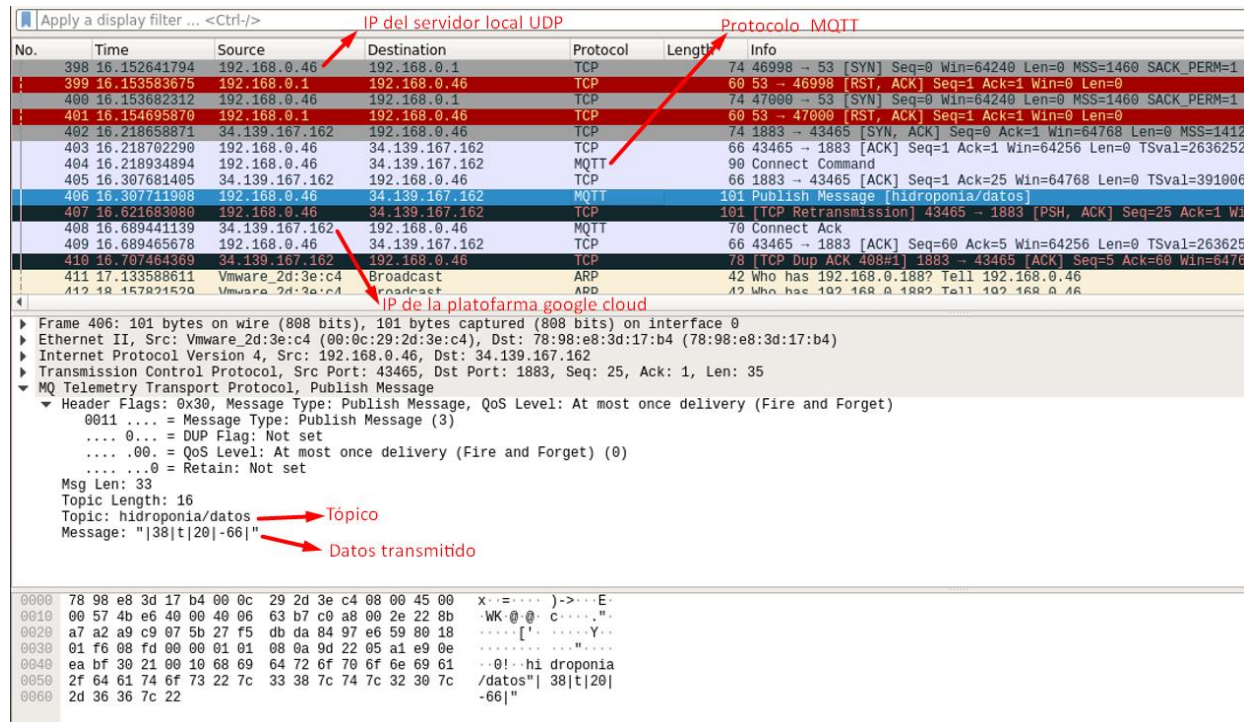 Apply a display filter ... <Ctrl-/>
IP del servidor local UDP
Protocolo MQTT
No. Time Source Destination Protocol Length Info
398 16.152641794 192.168.0.46 192.168.0.1 TCP 74 46998 → 53 [SYN] Seq=0 Win=64240 Len=0 MSS=1460 SACK_PERM=1
399 16.153583675 192.168.0.1 192.168.0.46 TCP 60 53 → 46998 [RST, ACK] Seq=1 Ack=1 Win=0 Len=0
400 16.153682312 192.168.0.46 192.168.0.1 TCP 74 47000 → 53 [SYN] Seq=0 Win=64240 Len=0 MSS=1460 SACK_PERM=1
401 16.154695870 192.168.0.1 192.168.0.46 TCP 60 53 → 47000 [RST, ACK] Seq=1 Ack=1 Win=0 Len=0
402 16.218658871 34.139.167.162 192.168.0.46 TCP 74 1883 → 43465 [SYN, ACK] Seq=0 Ack=1 Win=64768 Len=0 MSS=1412
403 16.218702290 192.168.0.46 34.139.167.162 TCP 66 43465 → 1883 [ACK] Seq=1 Ack=1 Win=64256 Len=0 TSval=2636252
404 16.218934894 192.168.0.46 34.139.167.162 MQTT 90 Connect Command
405 16.307681405 34.139.167.162 192.168.0.46 TCP 66 1883 → 43465 [ACK] Seq=1 Ack=25 Win=64768 Len=0 TSval=391006
406 16.307711908 192.168.0.46 34.139.167.162 MQTT 101 Publish Message [hidroponia/datos]
407 16.621683080 192.168.0.46 34.139.167.162 TCP 101 [TCP Retransmission] 43465 → 1883 [PSH, ACK] Seq=25 Ack=1 Wi
408 16.689441139 34.139.167.162 192.168.0.46 MQTT 70 Connect Ack
409 16.689465678 192.168.0.46 34.139.167.162 TCP 66 43465 → 1883 [ACK] Seq=60 Ack=5 Win=64256 Len=0 TSval=263625
410 16.707464369 34.139.167.162 192.168.0.46 TCP 78 [TCP Dup ACK 408#1] 1883 → 43465 [ACK] Seq=5 Ack=60 Win=6476
411 17.133588611 Vmware_2d:3e:c4 Broadcast ARP 42 Who has 192.168.0.188? Tell 192.168.0.46
412 18.157821529 Vmware_2d:3e:c4 Broadcast ARP 42 Who has 192.168.0.188? Tell 192.168.0.46
IP de la platofarma google cloud
Frame 406: 101 bytes on wire (808 bits), 101 bytes captured (808 bits) on interface 0
Ethernet II, Src: Vmware_2d:3e:c4 (00:0c:29:2d:3e:c4), Dst: 78:98:e8:3d:17:b4 (78:98:e8:3d:17:b4)
Internet Protocol Version 4, Src: 192.168.0.46, Dst: 34.139.167.162
Transmission Control Protocol, Src Port: 43465, Dst Port: 1883, Seq: 25, Ack: 1, Len: 35
MQ Telemetry Transport Protocol, Publish Message
Header Flags: 0x30, Message Type: Publish Message, QoS Level: At most once delivery (Fire and Forget)
0011 .... = Message Type: Publish Message (3)
.... 0... = DUP Flag: Not set
.... .00. = QoS Level: At most once delivery (Fire and Forget) (0)
.... ...0 = Retain: Not set
Msg Len: 33
Topic Length: 16
Topic: hidroponia/datos Tópico
Message: "|38|t|20|-66|"
Datos transmitido
0000 78 98 e8 3d 17 b4 00 0c 29 2d 3e c4 08 00 45 00 x··=···· )->···E·
0010 00 57 4b e6 40 00 40 06 63 b7 c0 a8 00 2e 22 8b ·WK·@·@· c····.".
0020 a7 a2 a9 c9 07 5b 27 f5 db da 84 97 e6 59 80 18 ·····['· ·····Y··
0030 01 f6 08 fd 00 00 01 01 08 0a 9d 22 05 a1 e9 0e ········ ···"····
0040 ea bf 30 21 00 10 68 69 64 72 6f 70 6f 6e 69 61 ··0!··hi droponia
0050 2f 64 61 74 6f 73 22 7c 33 38 7c 74 7c 32 30 7c /datos"| 38|t|20|
0060 2d 36 36 7c 22 -66|"